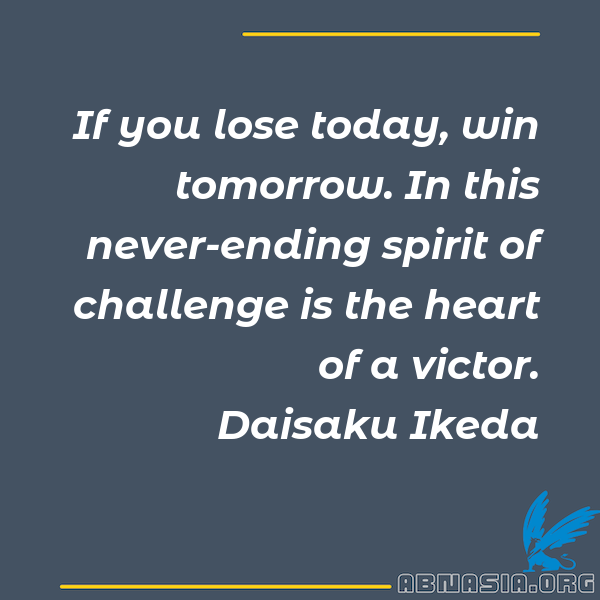 If you lose today, win
tomorrow. In this
never-ending spirit of
challenge is the heart
of a victor.
Daisaku Ikeda
ABNASIA.ORG